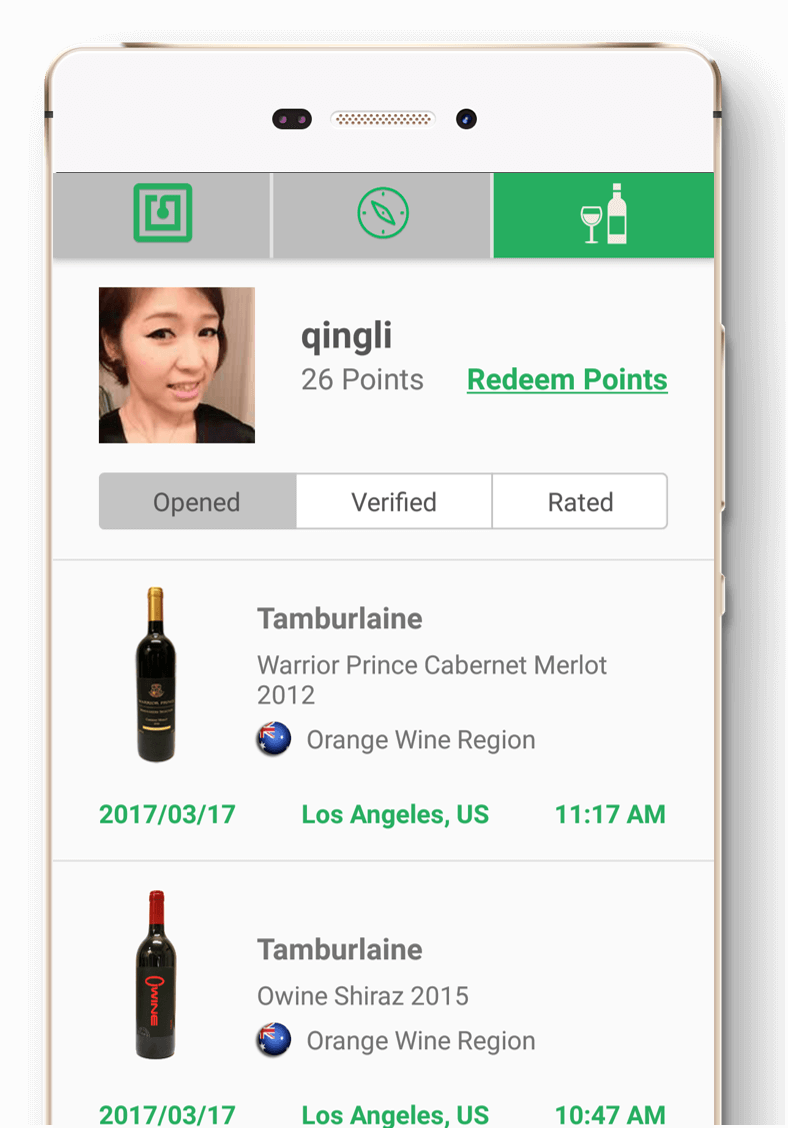 qingli
26 Points Redeem Points
Opened Verified Rated
Tamburlaine
Warrior Prince Cabernet Merlot
2012
Orange Wine Region
2017/03/17 Los Angeles, US 11:17 AM
Tamburlaine
Owine Shiraz 2015
OWINE
Orange Wine Region
2017/03/17 Los Angeles, US 10:47 AM